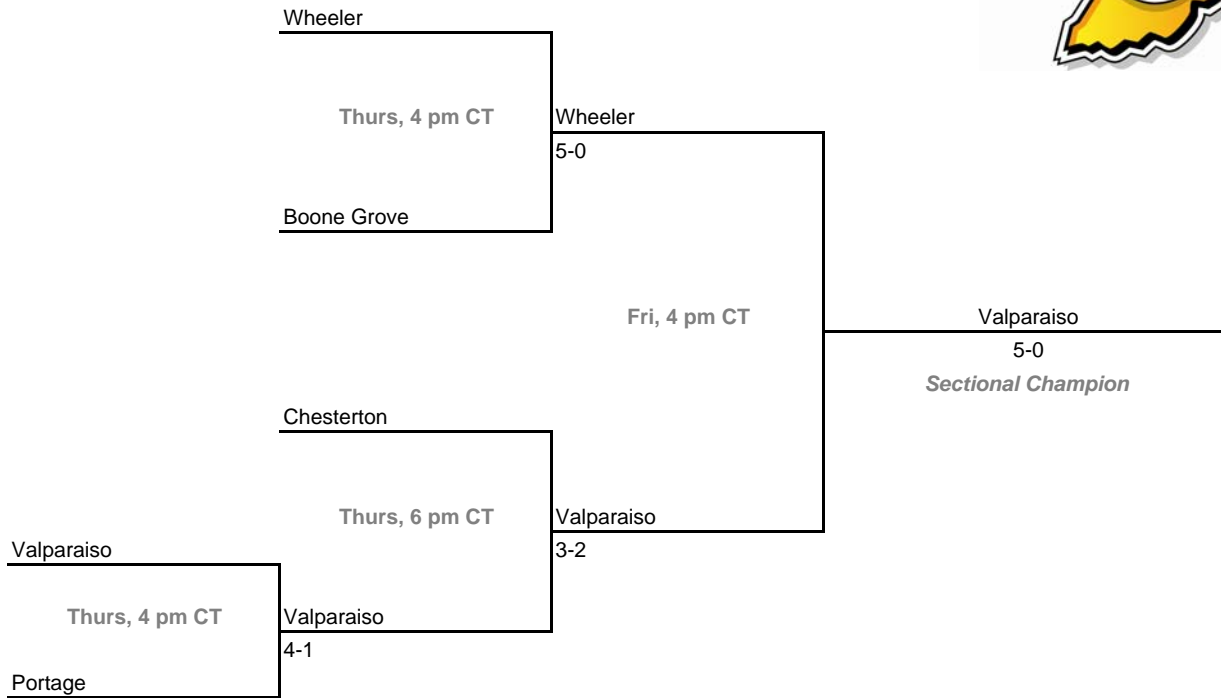 Wheeler
Thurs, 4 pm CT
Wheeler
5-0
Boone Grove
Fri, 4 pm CT
Valparaiso
5-0
Sectional Champion
Chesterton
Thurs, 6 pm CT
Valparaiso
3-2
Valparaiso
Thurs, 4 pm CT
Valparaiso
4-1
Portage